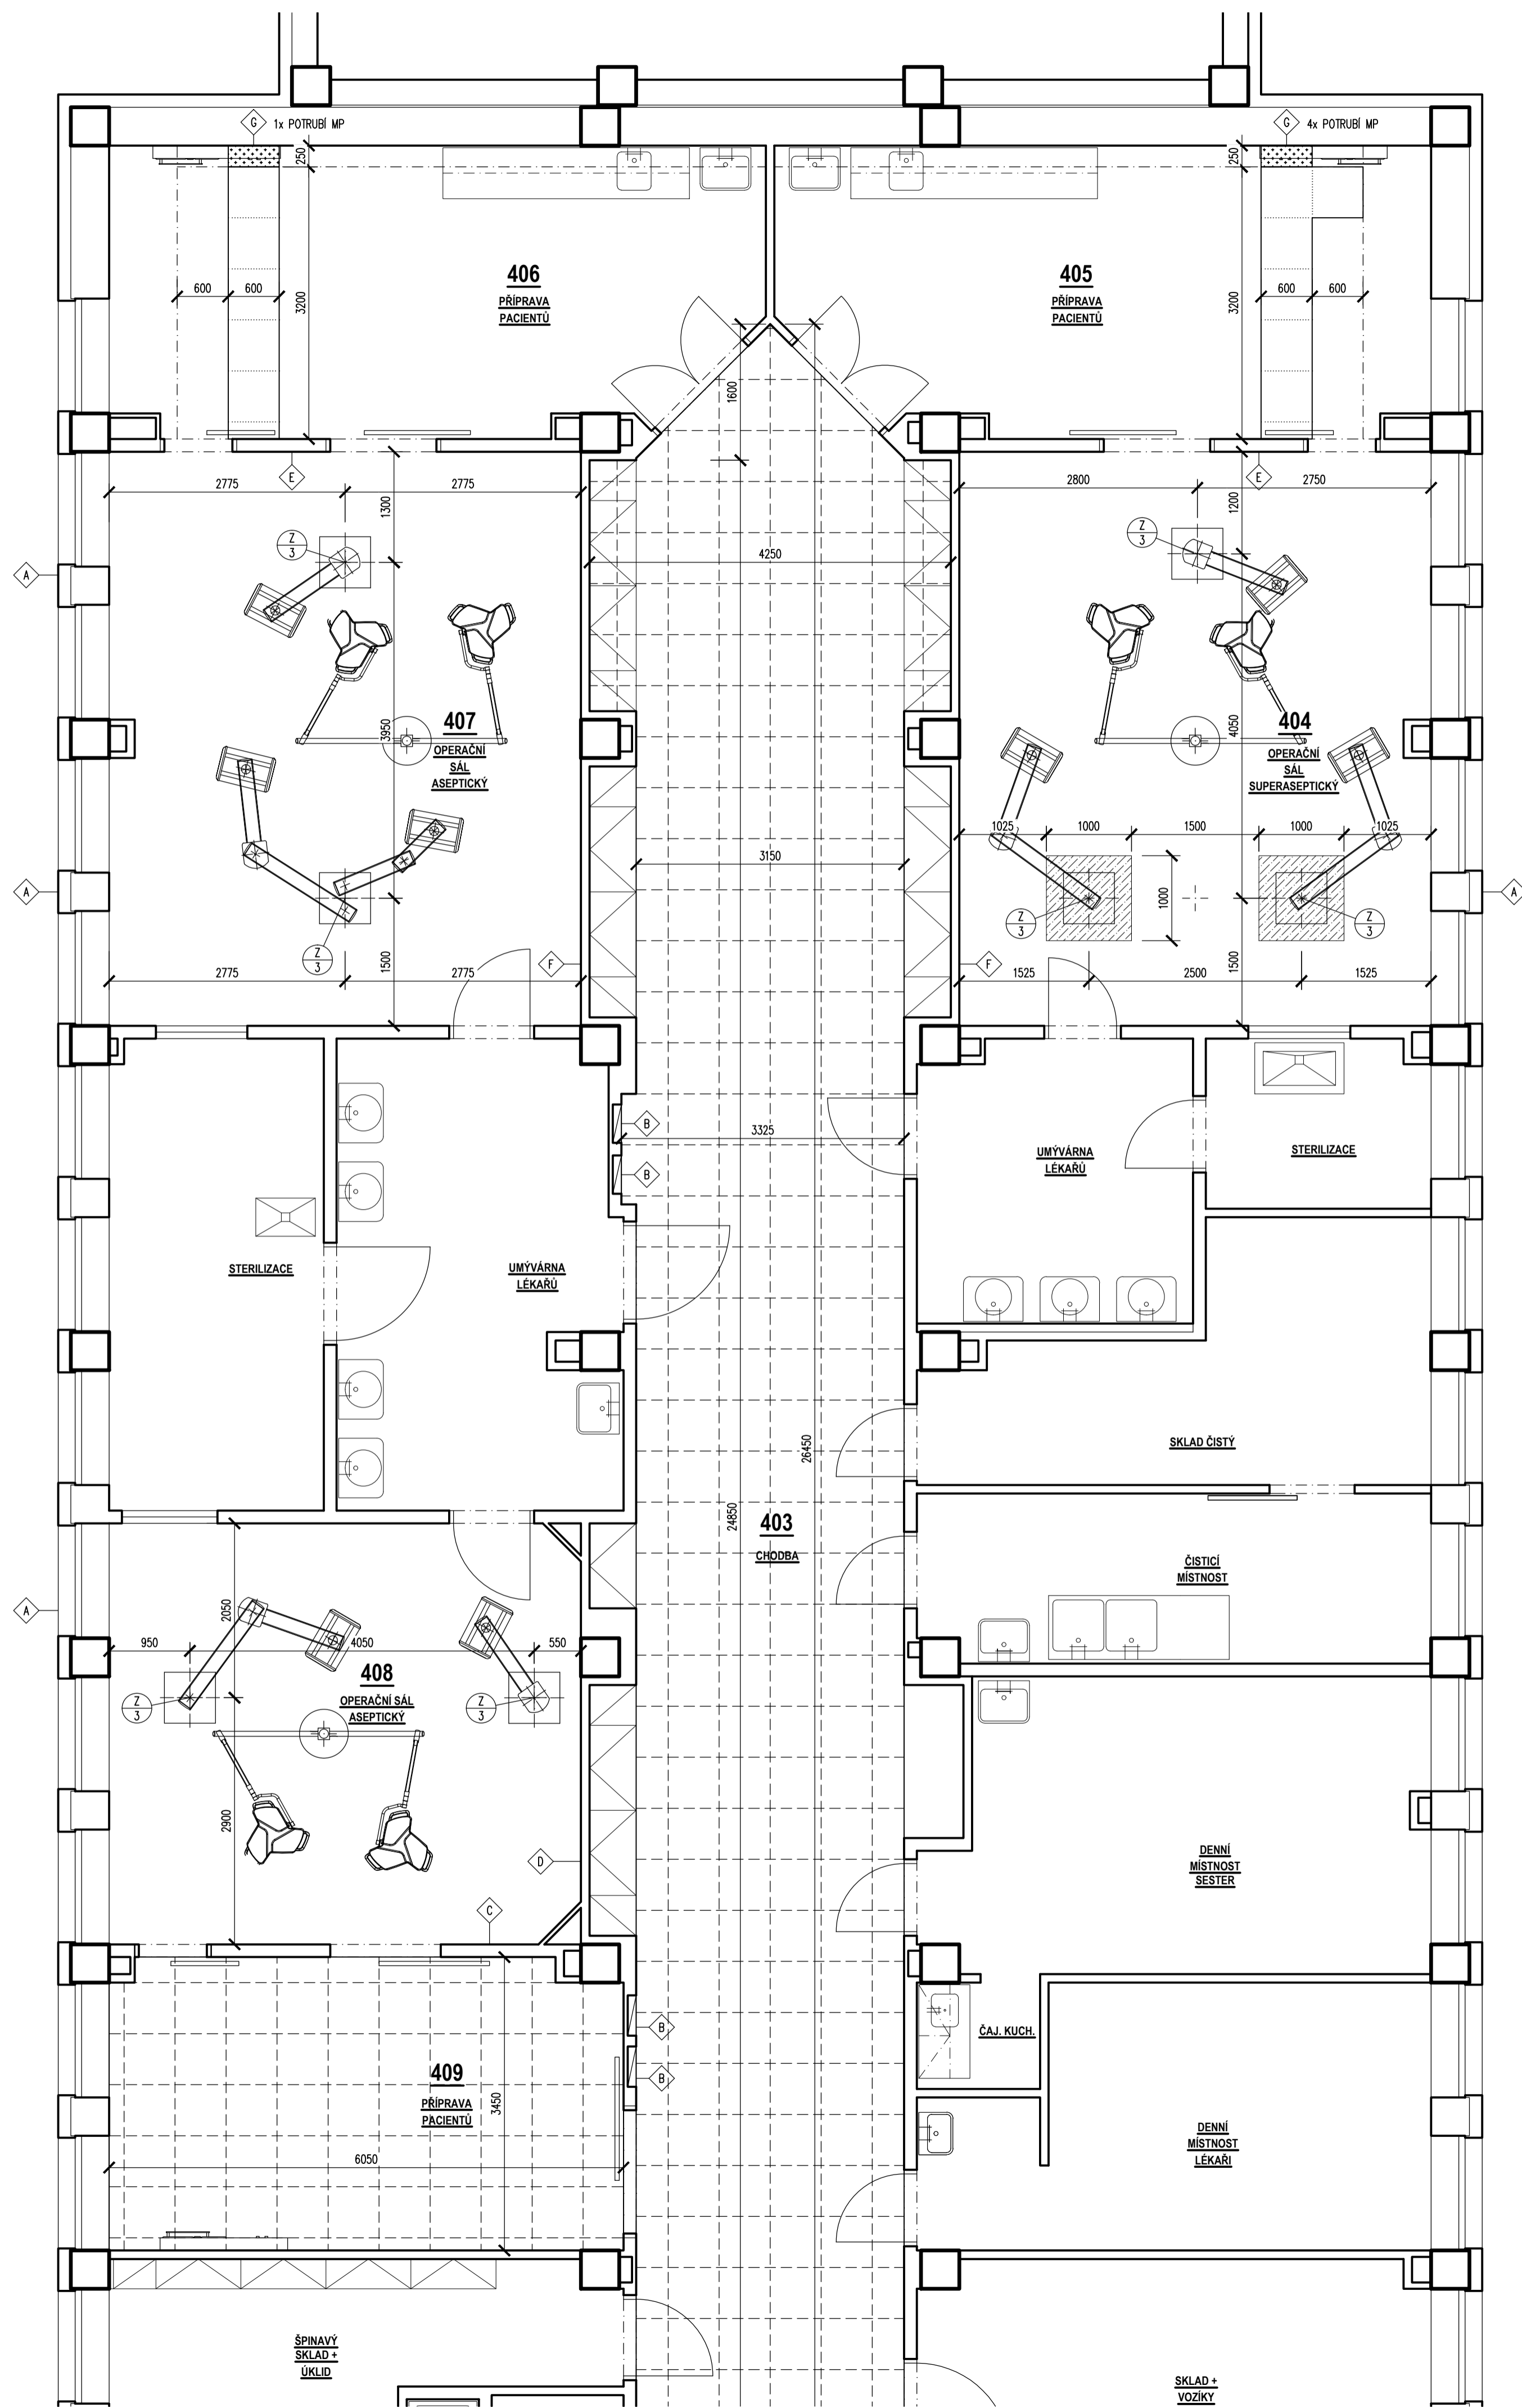 G 1x POTRUBÍ MP
G 4x POTRUBÍ MP
250
250
406
PŘÍPRAVA
PACIENTŮ
405
PŘÍPRAVA
PACIENTŮ
600
600
3200
3200
600
600
1600
E
E
2775
2775
1300
2800
2750
1200
Z
3
Z
3
4250
A
3950
407
OPERAČNÍ
SÁL
ASEPTICKÝ
4050
404
OPERAČNÍ
SÁL
SUPERASEPTICKÝ
1025
1000
1500
1000
1025
3150
A
1000
A
Z
3
Z
3
Z
3
1500
F
F
1500
2775
2775
1525
2500
1525
B
3325
B
UMÝVÁRNA
LÉKAŘŮ
STERILIZACE
STERILIZACE
UMÝVÁRNA
LÉKAŘŮ
26450
SKLAD ČISTÝ
24850
403
CHODBA
ČISTICÍ
MÍSTNOST
A
2050
950
4050
550
408
OPERAČNÍ SÁL
ASEPTICKÝ
Z
3
Z
3
2900
D
DENNÍ
MÍSTNOST
SESTER
C
B
ČAJ. KUCH.
B
409
PŘÍPRAVA
PACIENTŮ
3450
6050
DENNÍ
MÍSTNOST
LÉKAŘI
ŠPINAVÝ
SKLAD +
ÚKLID
SKLAD +
VOZÍKY